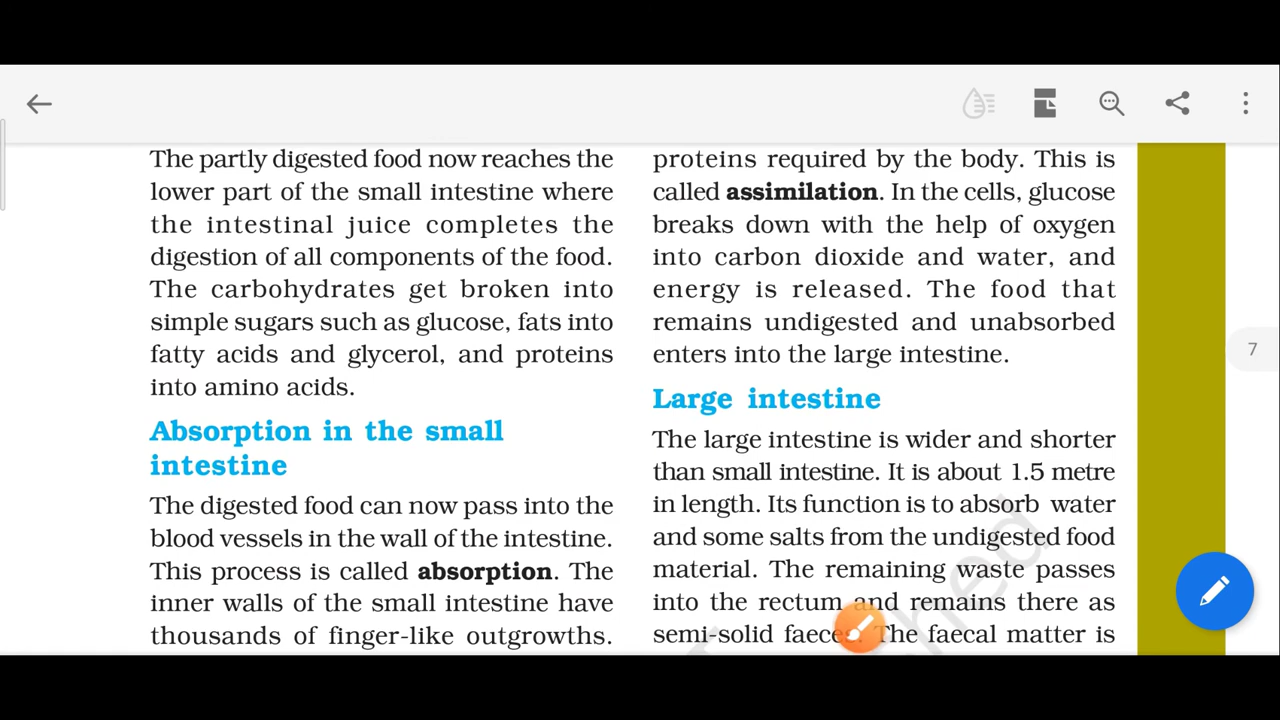 The partly digested food now reaches the
lower part of the small intestine where
the intestinal juice completes the
digestion of all components of the food.
The carbohydrates get broken into
simple sugars such as glucose, fats into
fatty acids and glycerol, and proteins
into amino acids.
Absorption in the small
intestine
The digested food can now pass into the
blood vessels in the wall of the intestine.
This process is called absorption. The
inner walls of the small intestine have
thousands of finger-like outgrowths.
proteins required by the body. This is
called assimilation. In the cells, glucose
breaks down with the help of oxygen
into carbon dioxide and water, and
energy is released. The food that
remains undigested and unabsorbed
enters into the large intestine.
Large intestine
The large intestine is wider and shorter
than small intestine. It is about 1.5 metre
in length. Its function is to absorb water
and some salts from the undigested food
material. The remaining waste passes
into the rectum and remains there as
semi-solid faeces. The faecal matter is
7